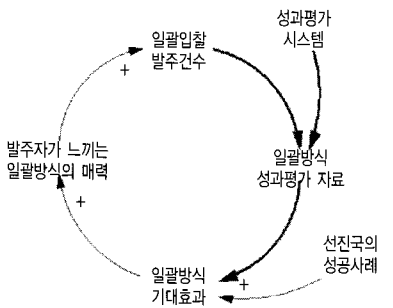 성과평가
시스템
일괄입찰
발주건수
+
발주자가 느끼는
일괄방식의 매력
일괄방식
성과평가 자료
+
선진국의
성공사례
일괄방식
기대효과
+